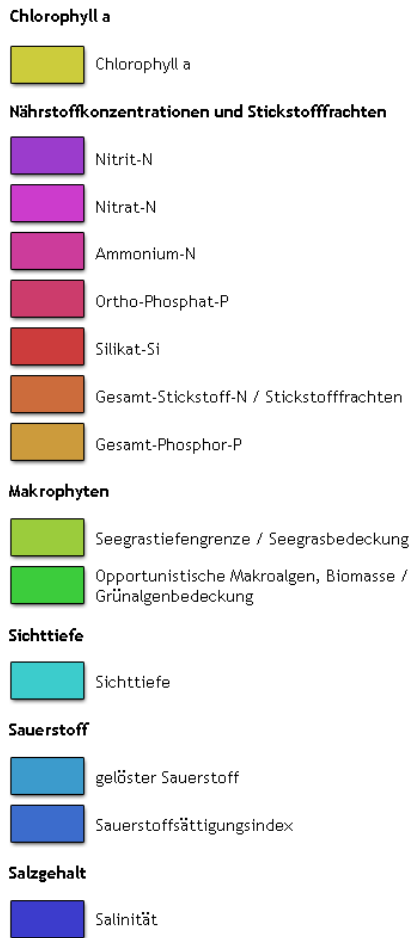 Chlorophyll a
Chlorophyll a
Nährstoffkonzentrationen und Stickstofffrachten
Nitrit-N
Nitrat-N
Ammonium-N
Ortho-Phosphat-P
Silikat-Si
Gesamt-Stickstoff-N / Stickstofffrachten
Gesamt-Phosphor-P
Makrophyten
Seegrastiefengrenze / Seegrasbedeckung
Opportunistische Makroalgen, Biomasse /
Grünalgenbedeckung
Sichttiefe
Sichttiefe
Sauerstoff
gelöster Sauerstoff
Sauerstoffsättigungsindex
Salzgehalt
Salinität